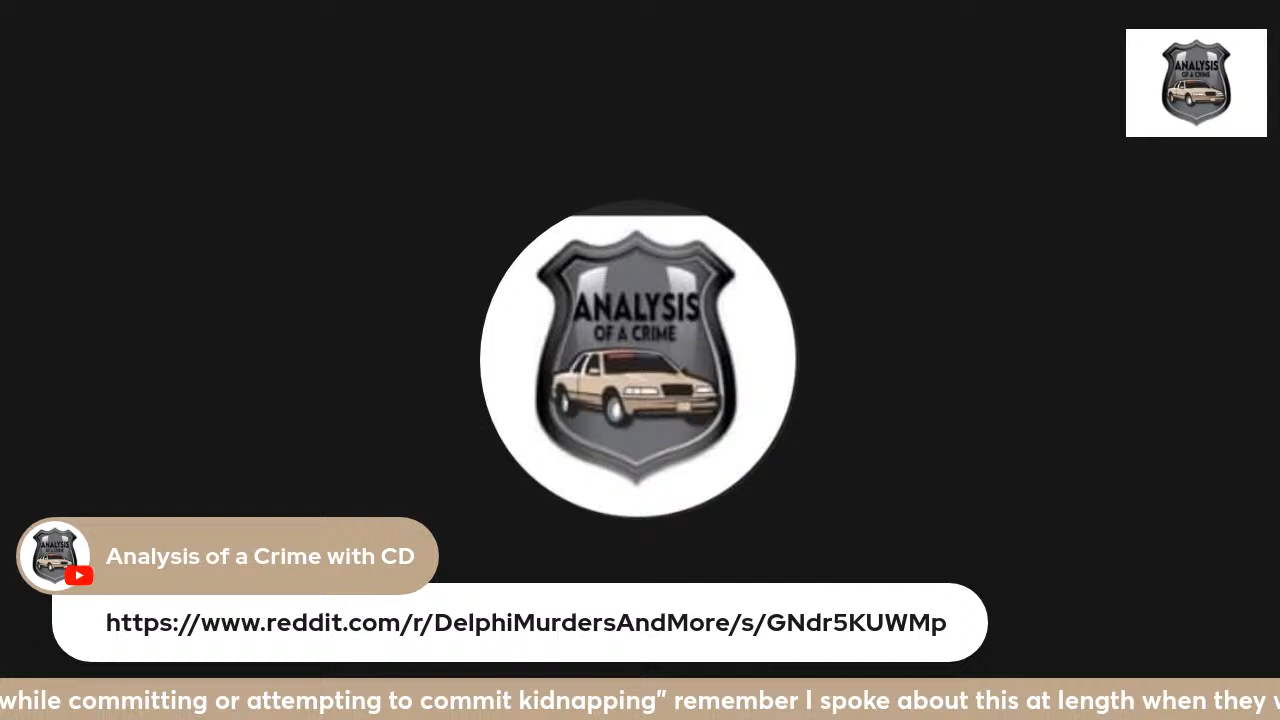 ANALYSIS
OF A CRIME
ANALYSIS
OF A CRIME
Analysis of a Crime with CD
https://www.reddit.com/r/DelphiMurdersAndMore/s/GNdr5KUWMp
while committing or attempting to commit kidnapping” remember I spoke about this at length when they